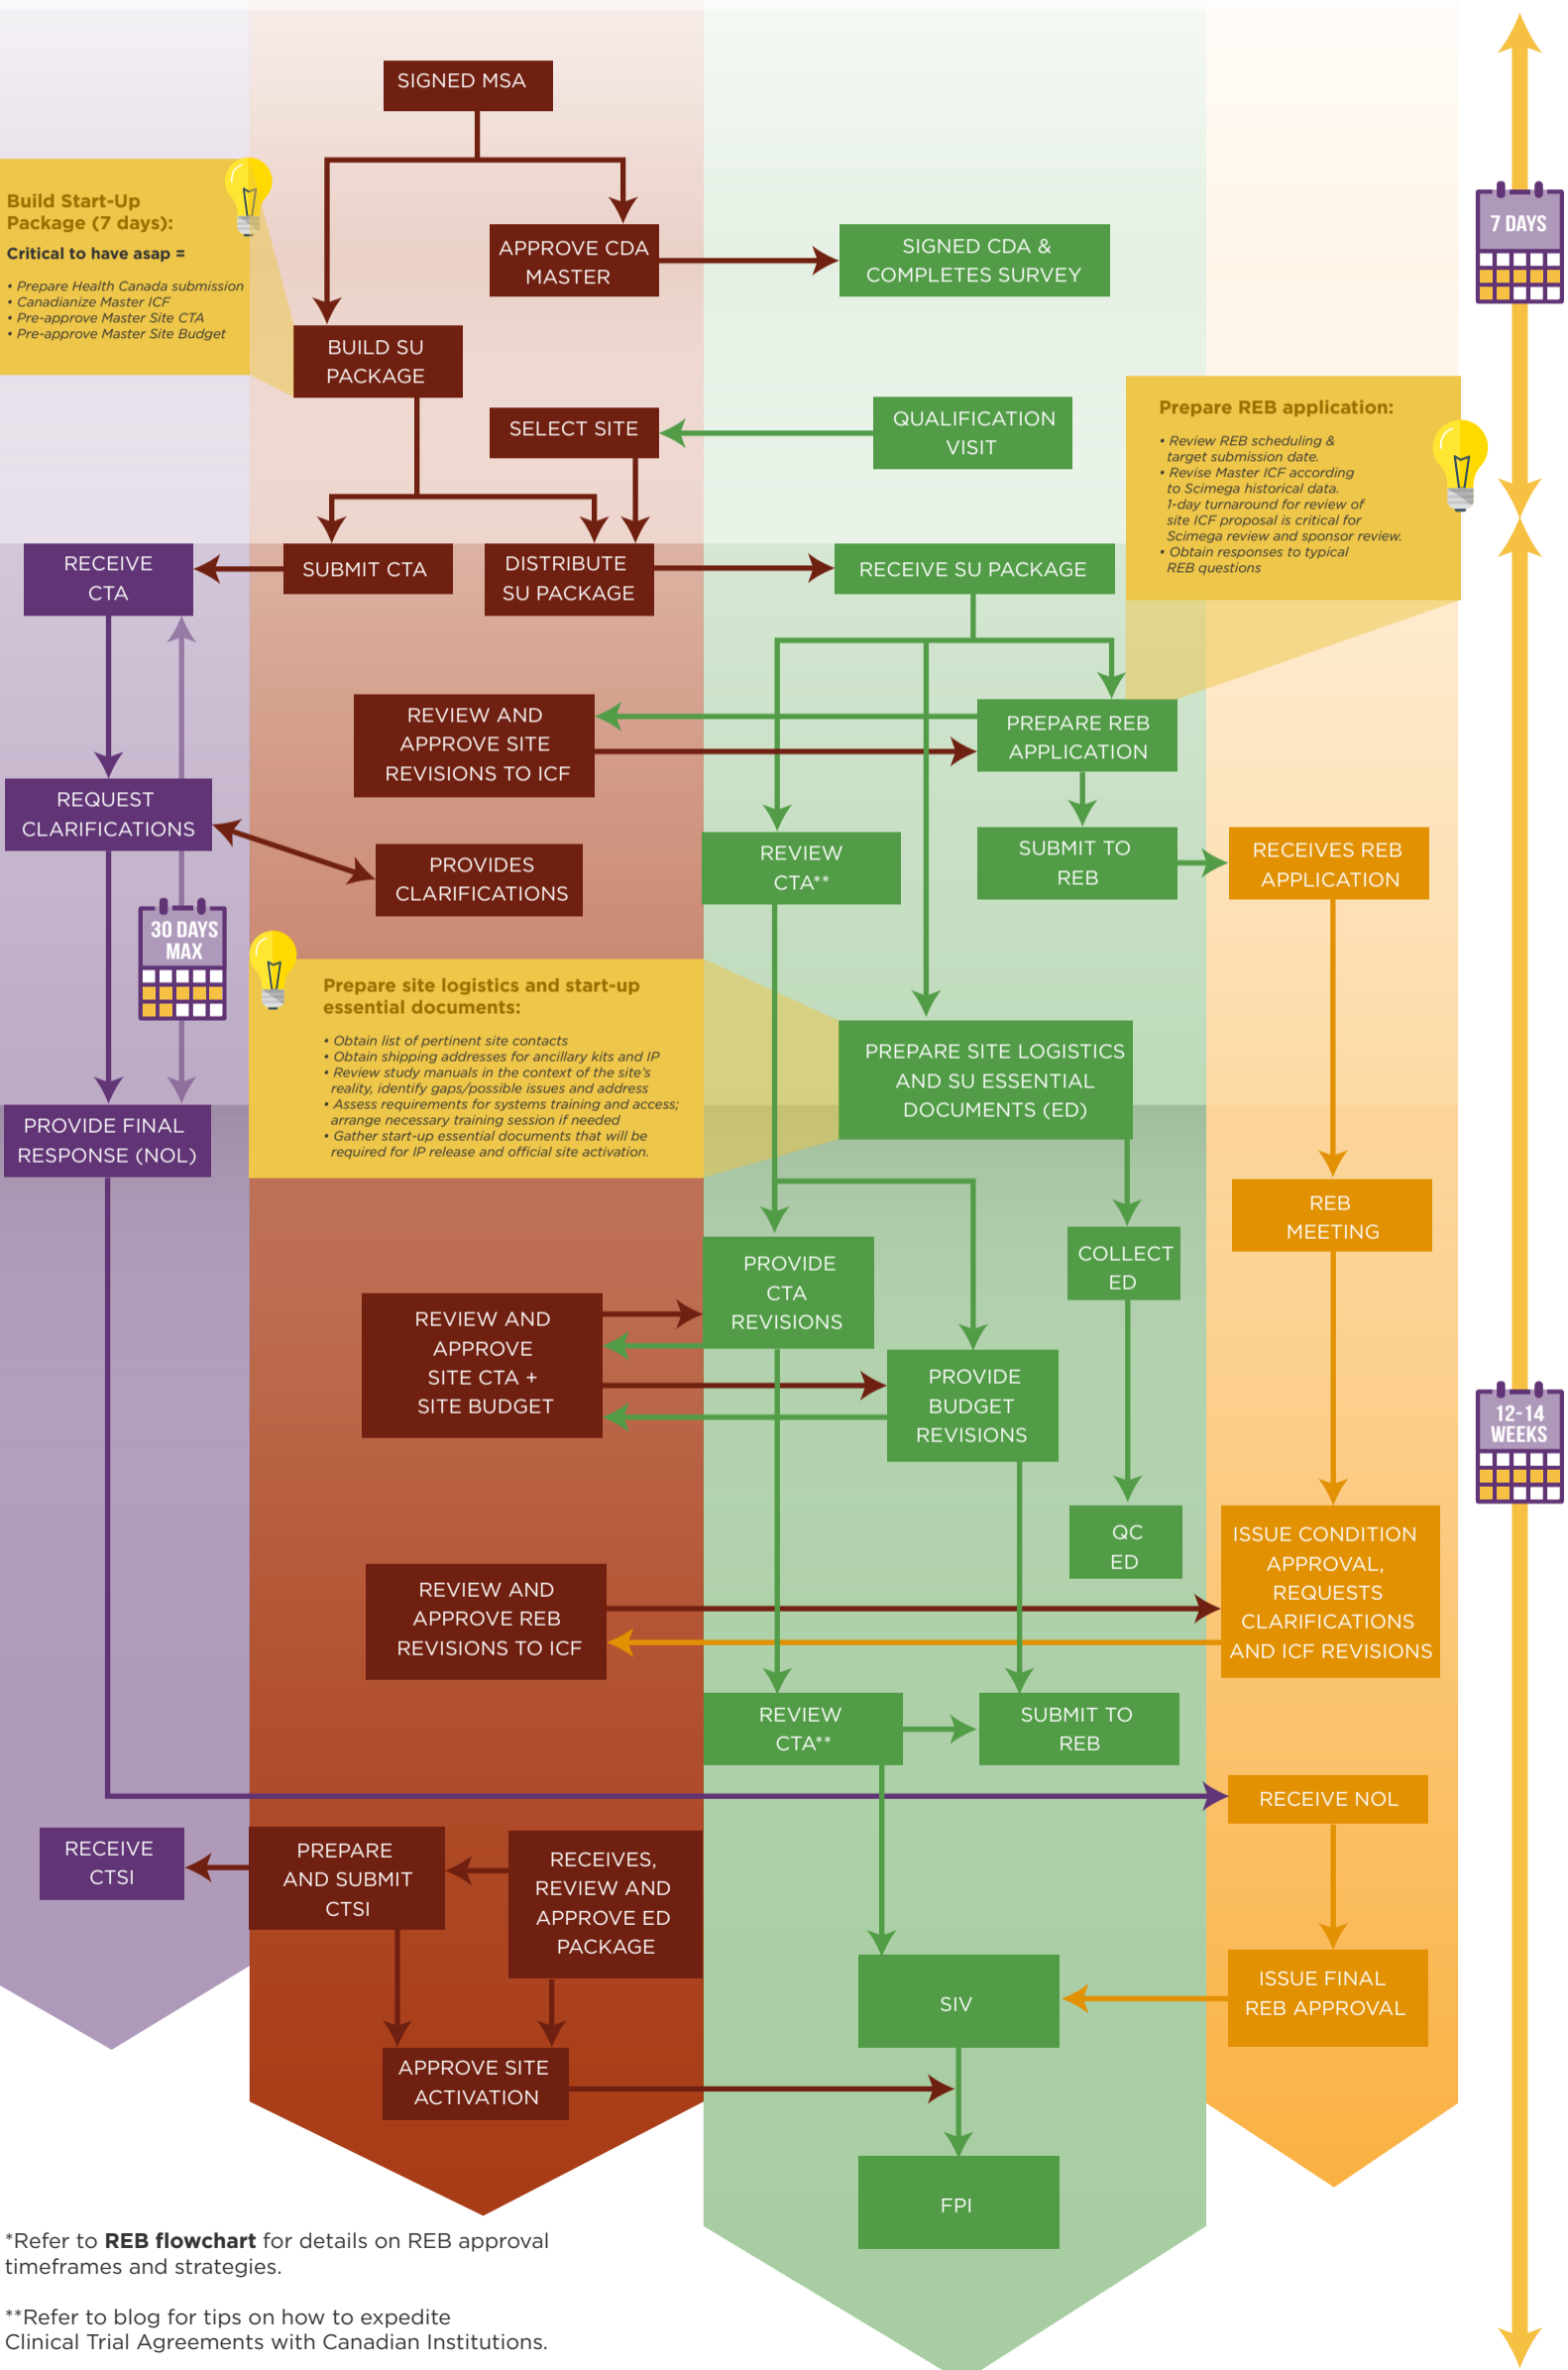 SIGNED MSA
Build Start-Up
Package (7 days):
Critical to have asap =
• Prepare Health Canada submission
• Canadianize Master ICF
• Pre-approve Master Site CTA
• Pre-approve Master Site Budget
APPROVE CDA
MASTER
SIGNED CDA &
COMPLETES SURVEY
7 DAYS
BUILD SU
PACKAGE
SELECT SITE
QUALIFICATION
VISIT
Prepare REB application:
• Review REB scheduling &
target submission date.
• Revise Master ICF according
to Scimega historical data.
1-day turnaround for review of
site ICF proposal is critical for
Scimega review and sponsor review.
• Obtain responses to typical
REB questions
RECEIVE
CTA
SUBMIT CTA
DISTRIBUTE
SU PACKAGE
RECEIVE SU PACKAGE
REVIEW AND
APPROVE SITE
REVISIONS TO ICF
PREPARE REB
APPLICATION
REQUEST
CLARIFICATIONS
PROVIDES
CLARIFICATIONS
REVIEW
CTA**
SUBMIT TO
REB
RECEIVES REB
APPLICATION
30 DAYS
MAX
Prepare site logistics and start-up
essential documents:
• Obtain list of pertinent site contacts
• Obtain shipping addresses for ancillary kits and IP
• Review study manuals in the context of the site's
reality, identify gaps/possible issues and address
• Assess requirements for systems training and access;
arrange necessary training session if needed
• Gather start-up essential documents that will be
required for IP release and official site activation.
PREPARE SITE LOGISTICS
AND SU ESSENTIAL
DOCUMENTS (ED)
PROVIDE FINAL
RESPONSE (NOL)
REB
MEETING
PROVIDE
CTA
REVISIONS
COLLECT
ED
REVIEW AND
APPROVE
SITE CTA +
SITE BUDGET
PROVIDE
BUDGET
REVISIONS
12-14
WEEKS
QC
ED
ISSUE CONDITION
APPROVAL,
REQUESTS
CLARIFICATIONS
AND ICF REVISIONS
REVIEW AND
APPROVE REB
REVISIONS TO ICF
REVIEW
CTA**
SUBMIT TO
REB
RECEIVE NOL
RECEIVE
CTSI
PREPARE
AND SUBMIT
CTSI
RECEIVES,
REVIEW AND
APPROVE ED
PACKAGE
SIV
ISSUE FINAL
REB APPROVAL
APPROVE SITE
ACTIVATION
FPI
*Refer to REB flowchart for details on REB approval
timeframes and strategies.
**Refer to blog for tips on how to expedite
Clinical Trial Agreements with Canadian Institutions.